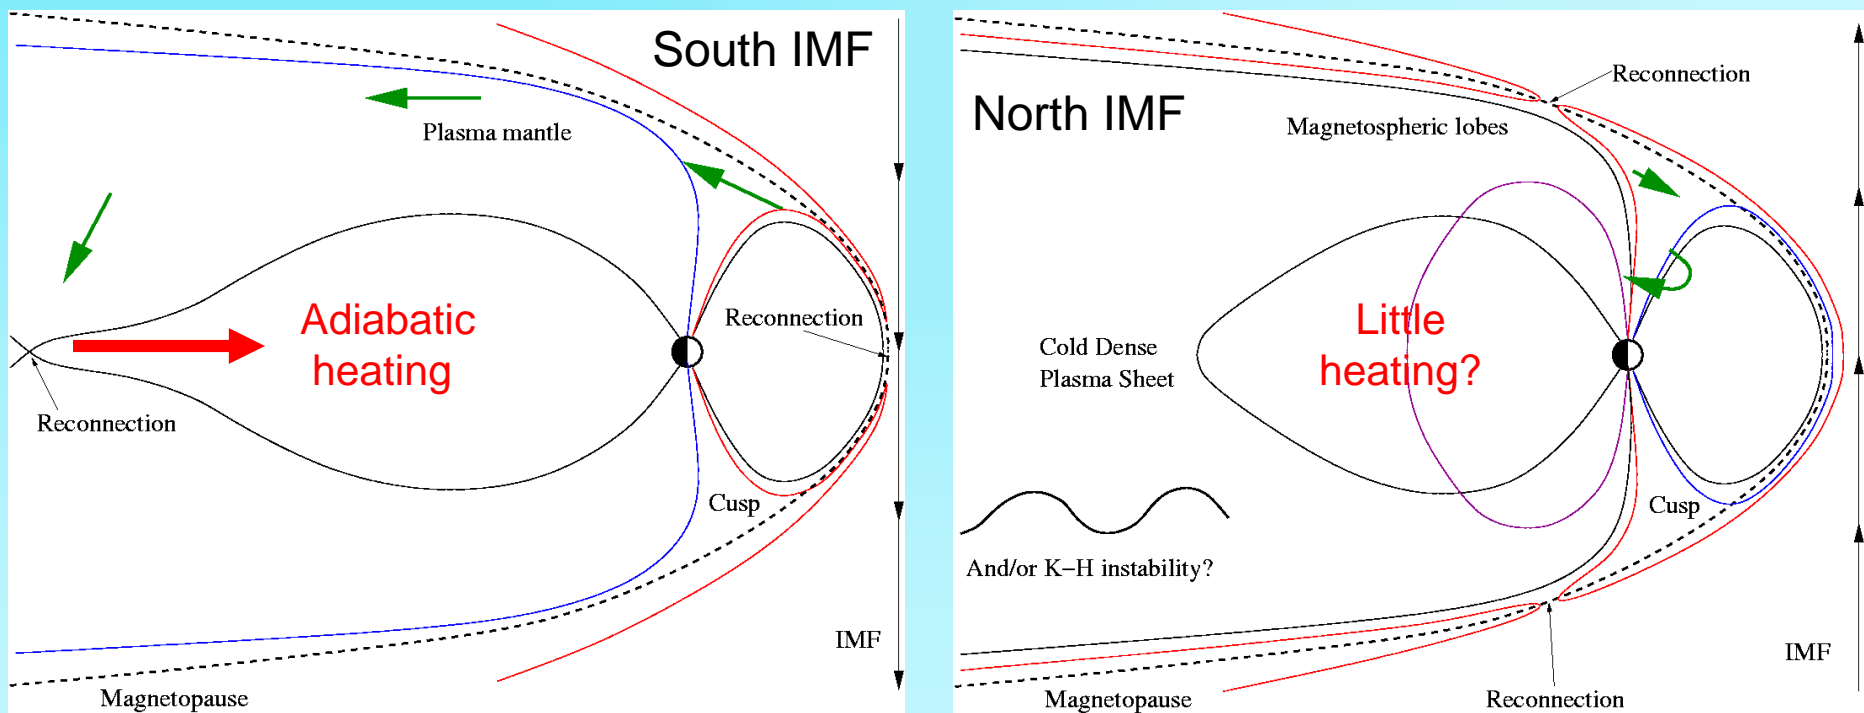 South IMF
Plasma mantle
Adiabatic
heating
Reconnection
Reconnection
Cusp
IMF
Magnetopause
Reconnection
North IMF
Magnetospheric lobes
Little
heating?
Cold Dense
Plasma Sheet
Cusp
And/or K−H instability?
IMF
Magnetopause
Reconnection